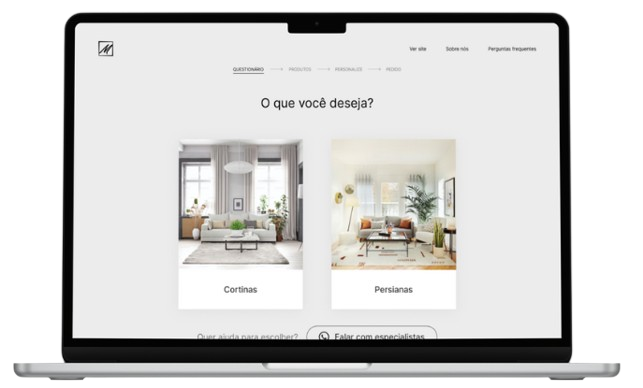 Ver site Sobre nós Perguntas frequentes
QUESTIONÁRIO PRODUTOS PERSONALIZE PEDIDO
O que você deseja?
Cortinas Persianas
Quer ajuda para escolher? Falar com especialistas